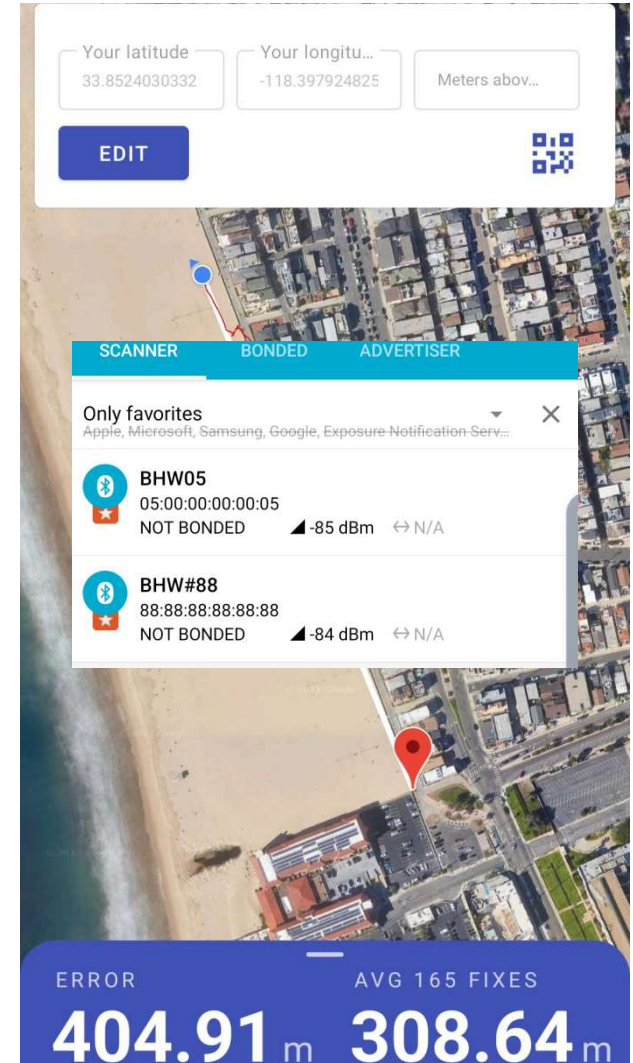 Your latitude
Your longitu...
33.8524030332
-118.397924825
Meters abov...
EDIT
SCANNER BONDED ADVERTISER
Only favorites
Apple, Microsoft, Samsung, Google, Exposure Notification Serv...
BHW05
05:00:00:00:00:05
NOT BONDED -85 dBm N/A
BHW#88
88:88:88:88:88:88
NOT BONDED -84 dBm N/A
ERROR AVG 165 FIXES
404.91 m 308.64 m